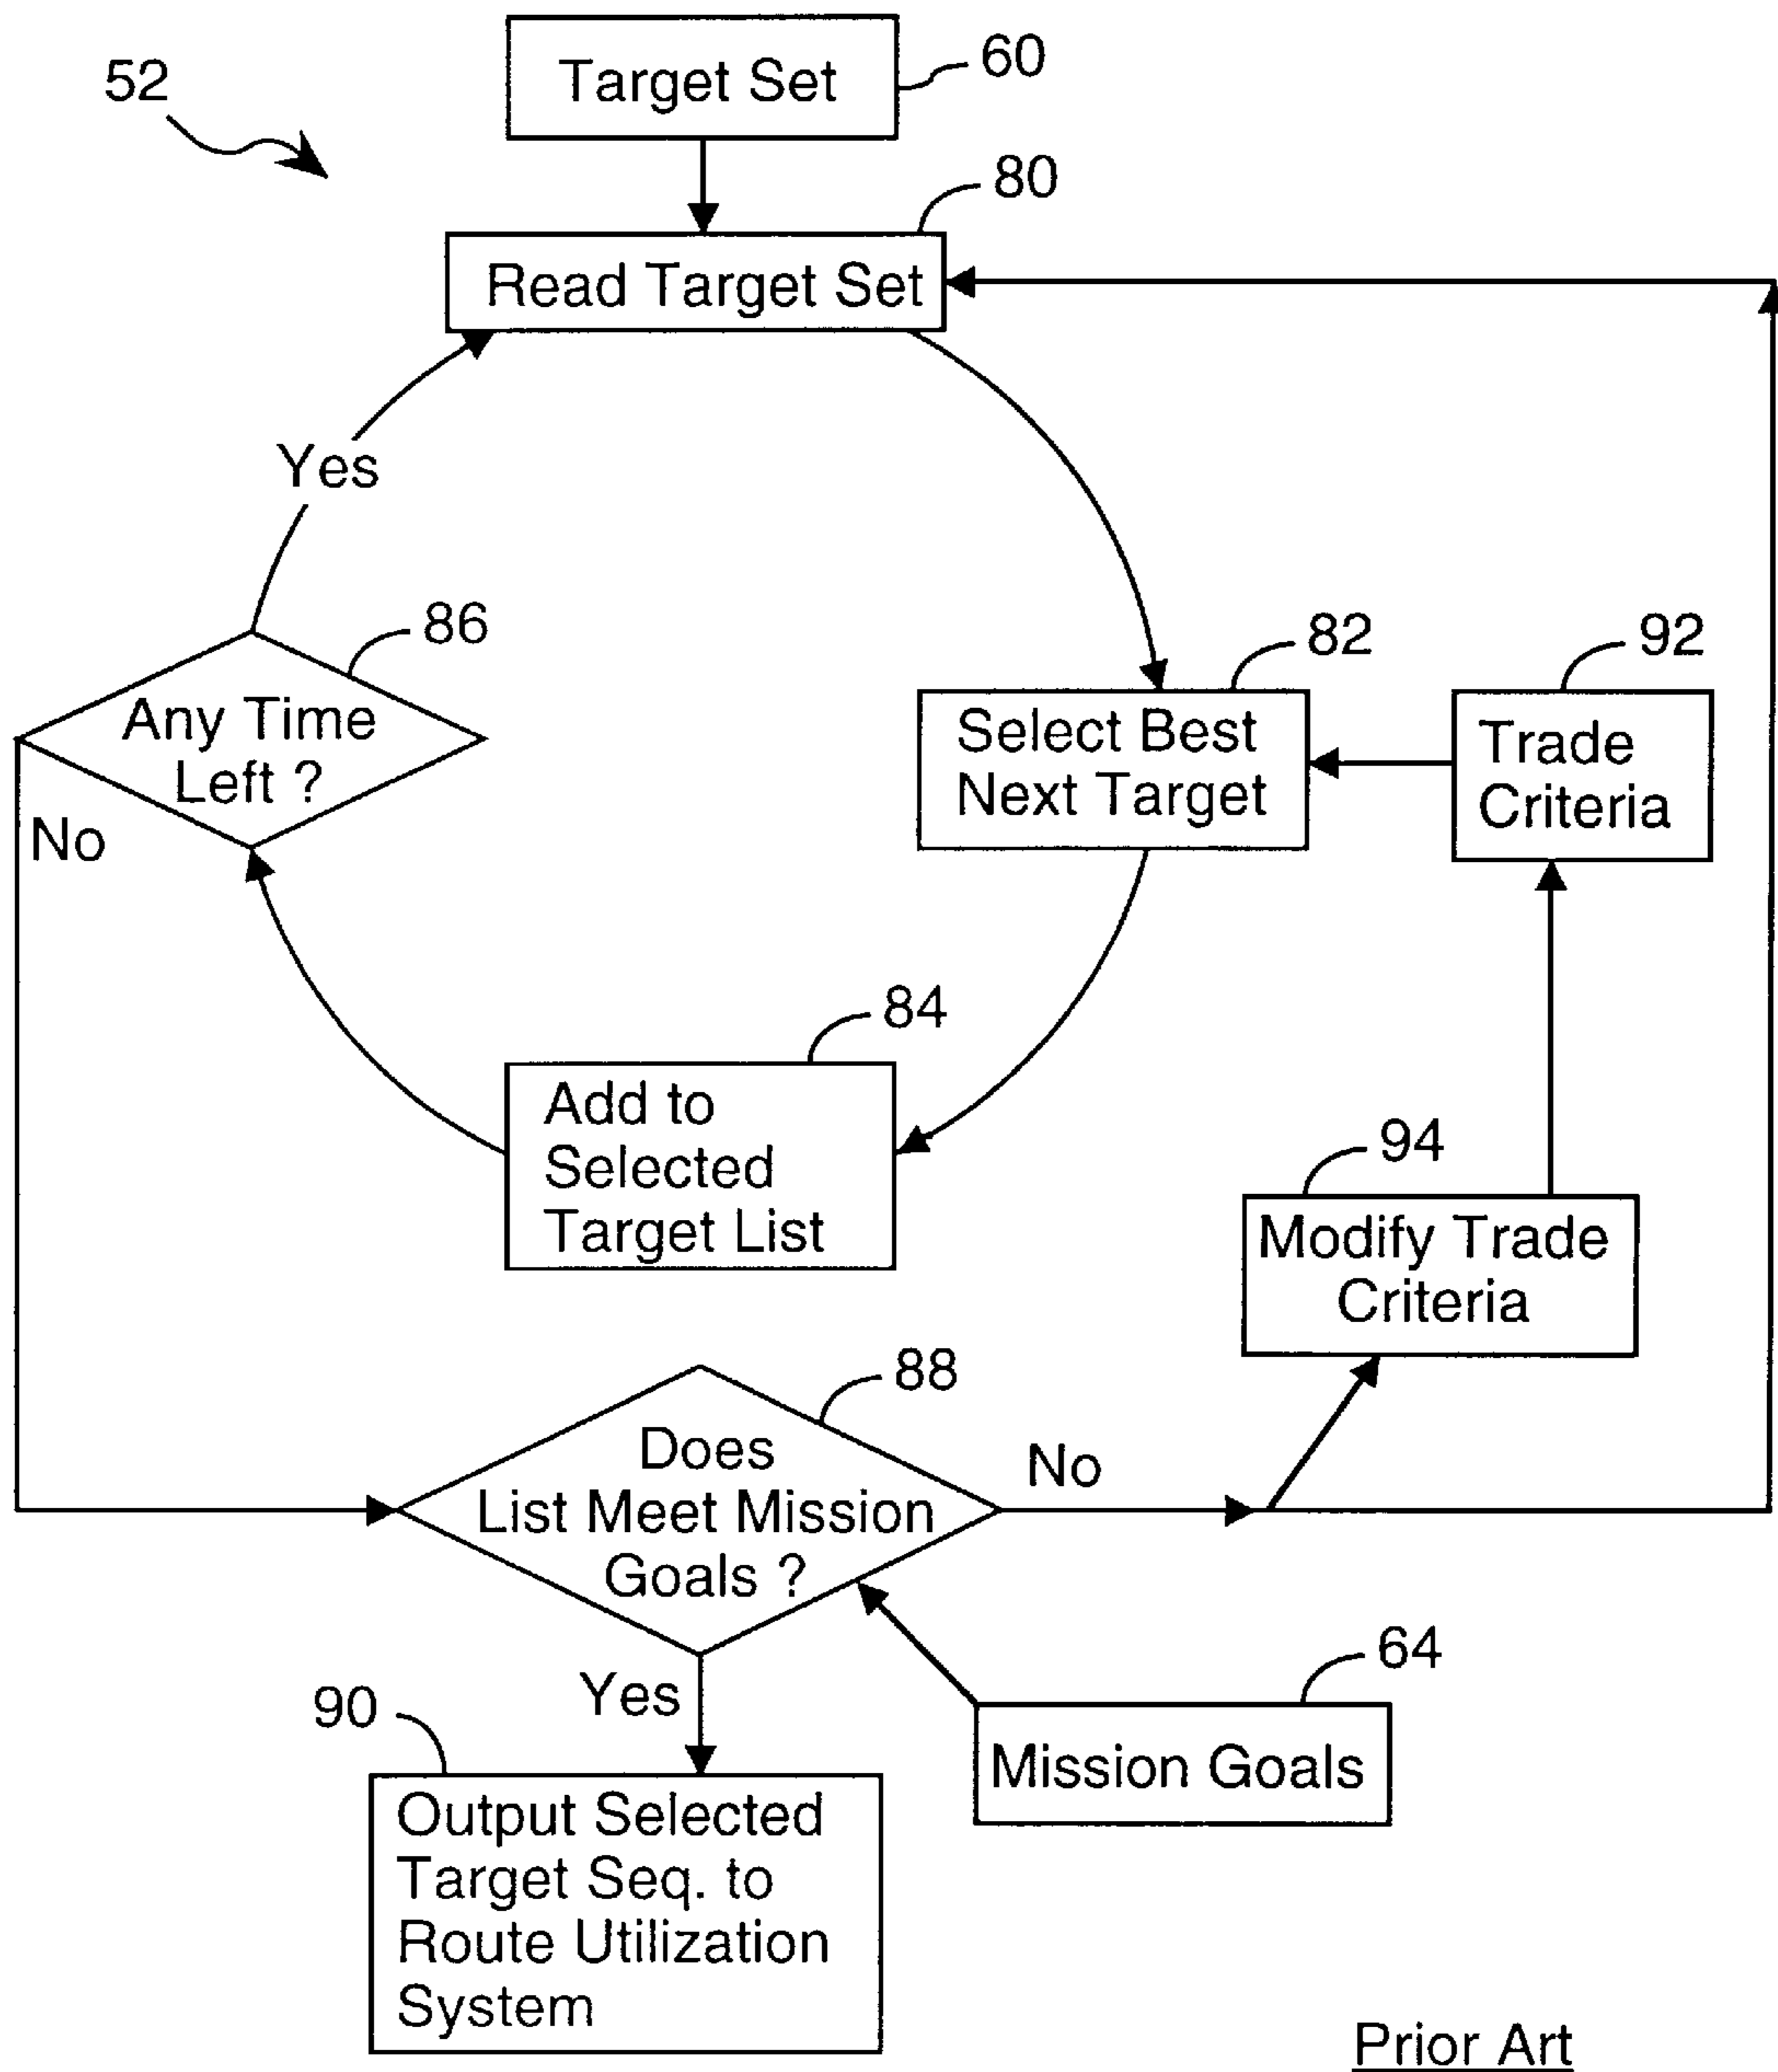 52
Target Set
60
80
Read Target Set
Yes
86
Any Time
Left ?
No
82
Select Best
Next Target
92
Trade
Criteria
84
Add to
Selected
Target List
94
Modify Trade
Criteria
88
Does
List Meet Mission
Goals ?
No
Yes
64
Mission Goals
90
Output Selected
Target Seq. to
Route Utilization
System
Prior Art